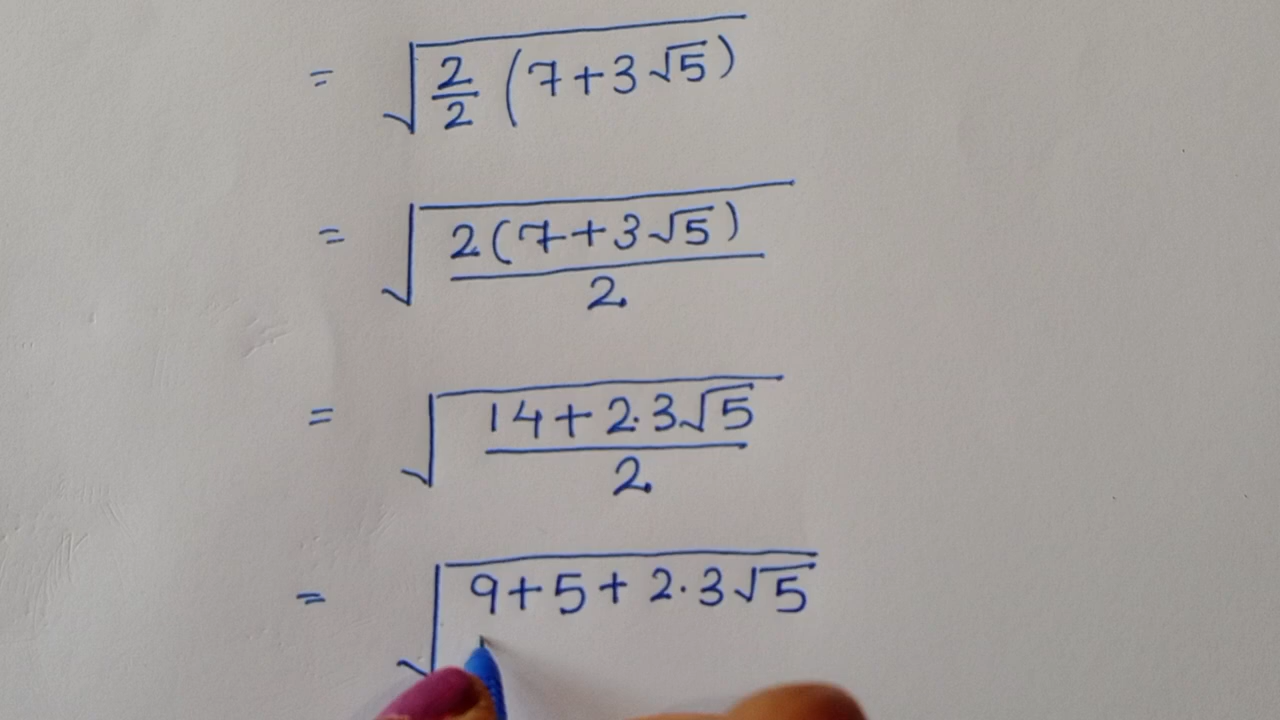 = √(2/2 (7+3√5))
= √(2(7+3√5)/2)
= √((14+2·3√5)/2)
= √(9+5+2·3√5)